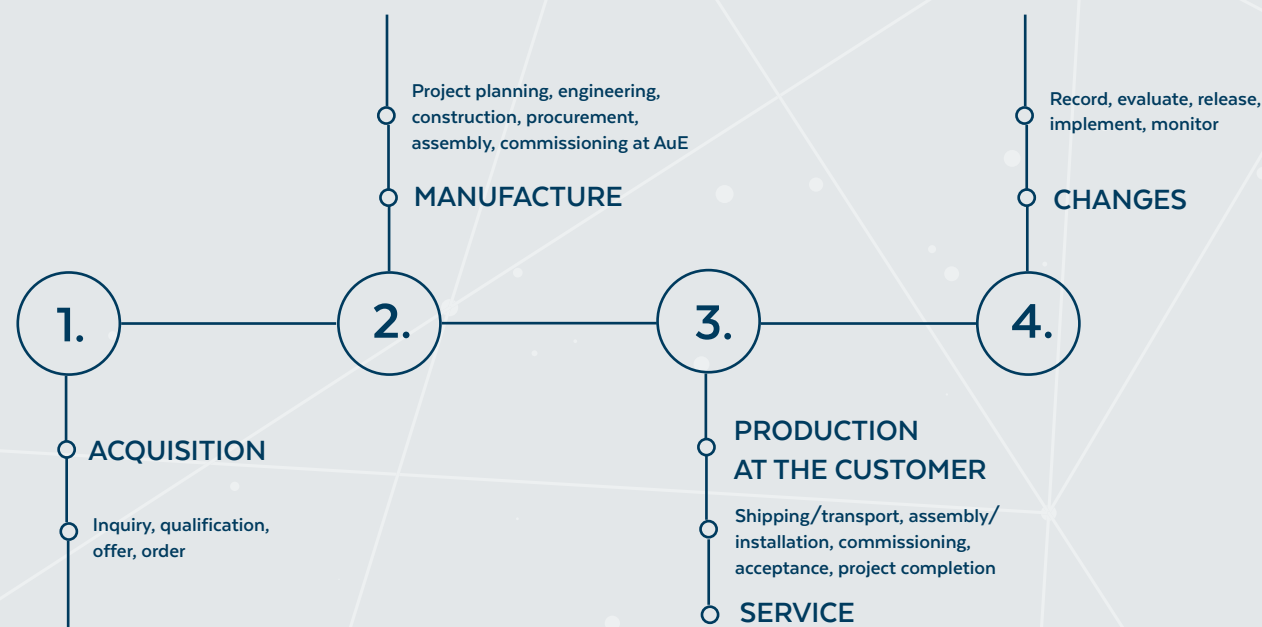 1.
ACQUISITION
Inquiry, qualification,
offer, order
2.
Project planning, engineering,
construction, procurement,
assembly, commissioning at AuE
MANUFACTURE
3.
PRODUCTION
AT THE CUSTOMER
Shipping/transport, assembly/
installation, commissioning,
acceptance, project completion
SERVICE
4.
Record, evaluate, release,
implement, monitor
CHANGES